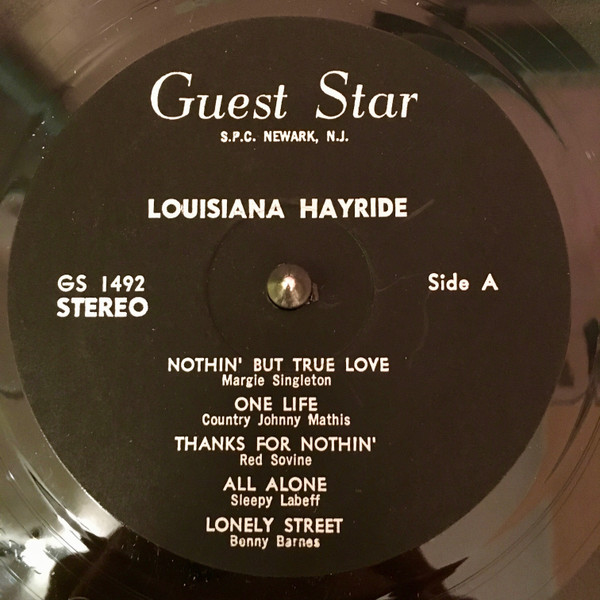 Guest Star
S.P.C. NEWARK, N.J.
LOUISIANA HAYRIDE
GS 1492
STEREO
Side A
NOTHIN' BUT TRUE LOVE
Margie Singleton
ONE LIFE
Country Johnny Mathis
THANKS FOR NOTHIN'
Red Sovine
ALL ALONE
Sleepy Labeff
LONELY STREET
Benny Barnes